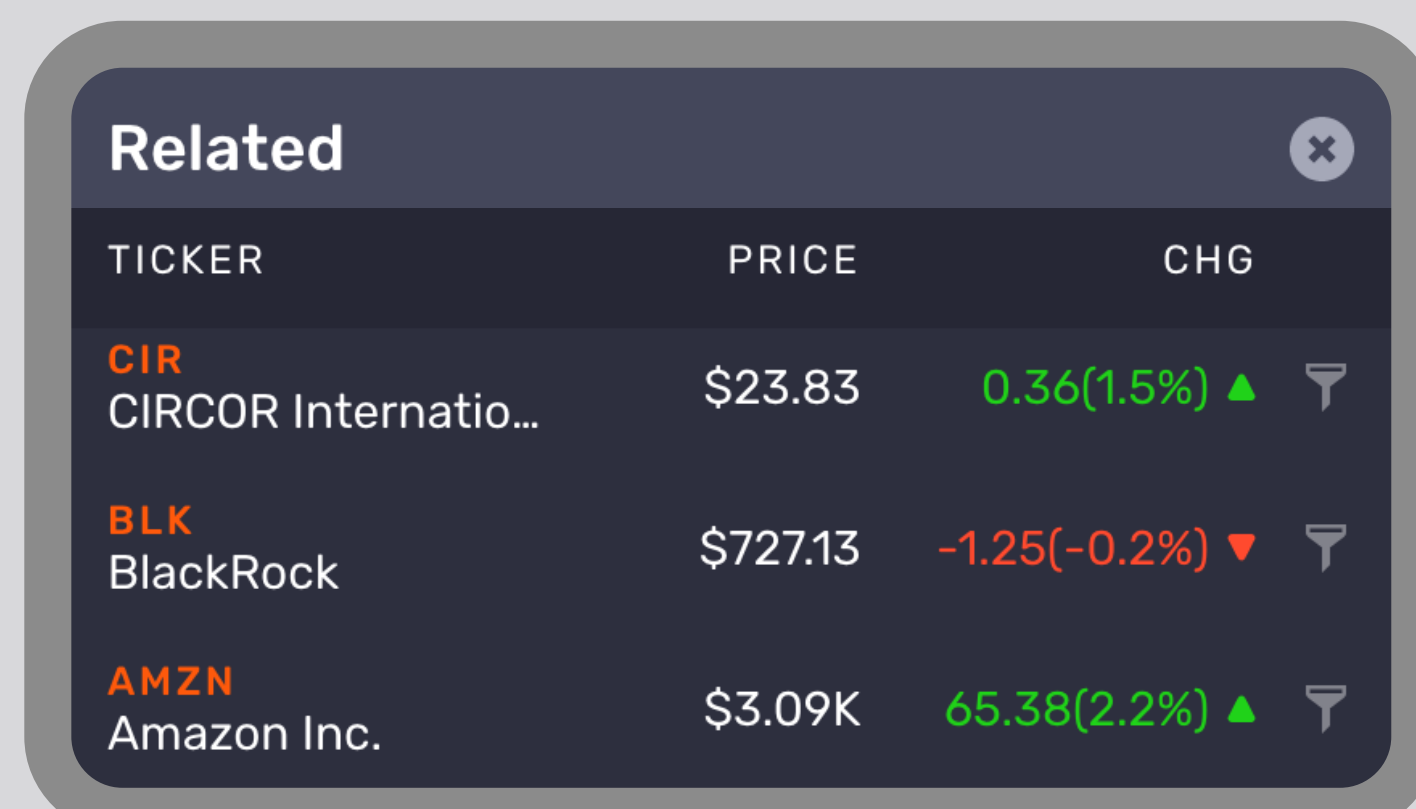 Related
TICKER PRICE CHG
CIR
CIRCOR Internatio... $23.83 0.36(1.5%)
BLK
BlackRock $727.13 -1.25(-0.2%)
AMZN
Amazon Inc. $3.09K 65.38(2.2%)